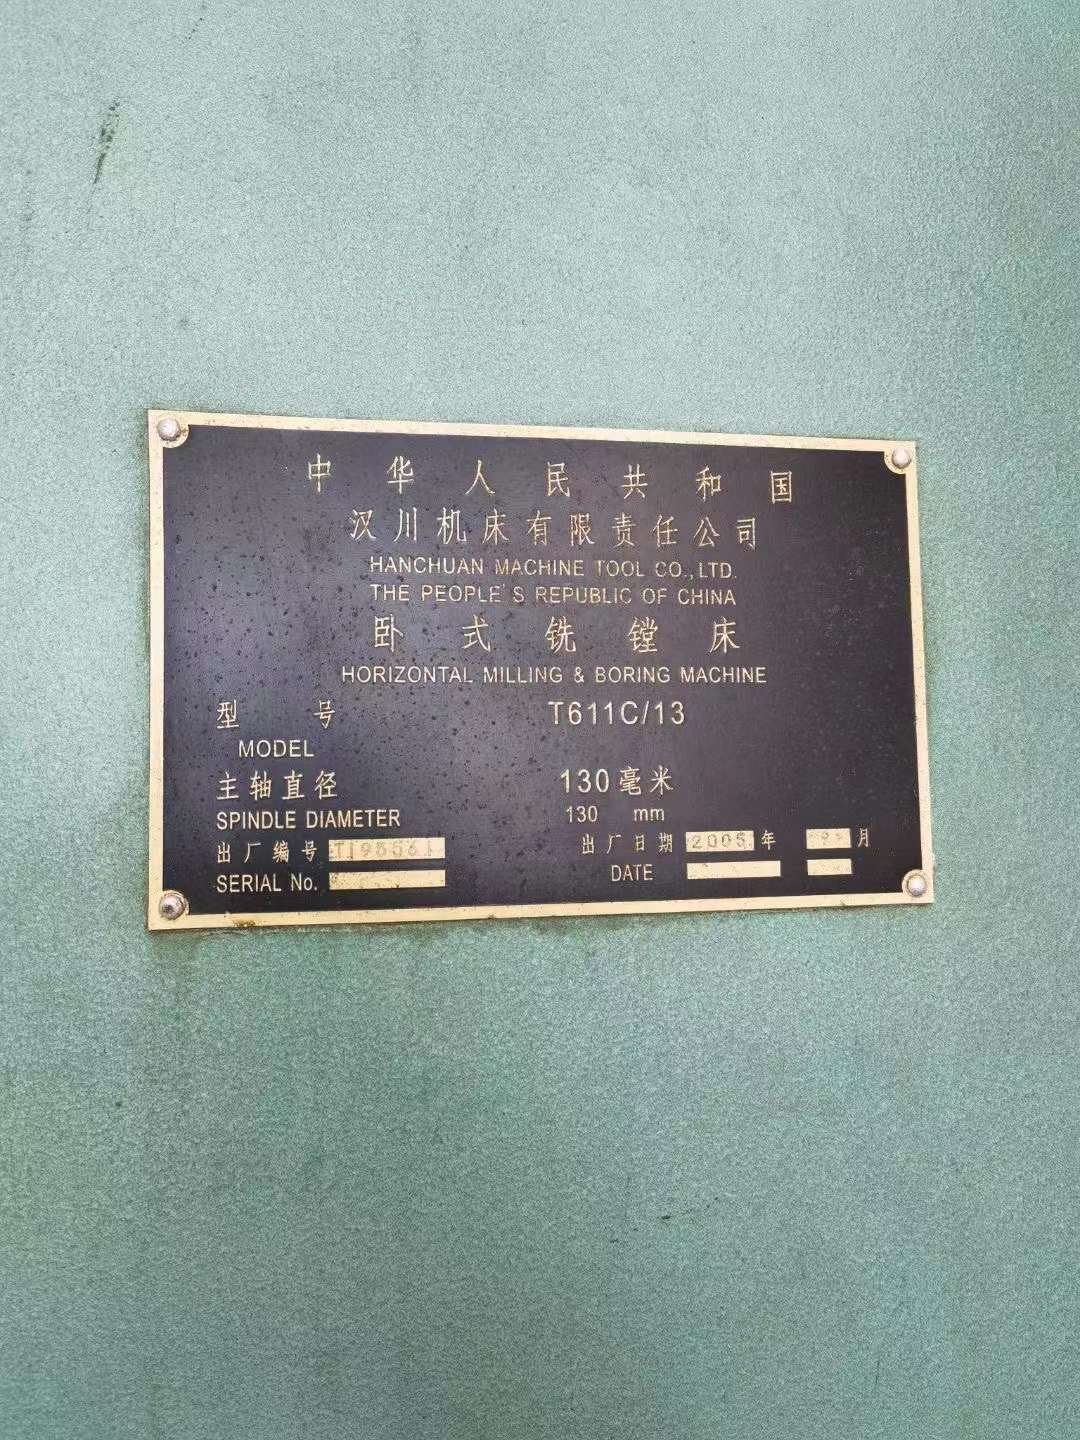 中华人民共和国
汉川机床有限责任公司
HANCHUAN MACHINE TOOL CO.,LTD.
THE PEOPLE'S REPUBLIC OF CHINA
卧式铣镗床
HORIZONTAL MILLING & BORING MACHINE
型号 T611C/13
MODEL
主轴直径 130毫米
SPINDLE DIAMETER 130 mm
出厂编号 出厂日期 2005 年 9 月
SERIAL No. DATE